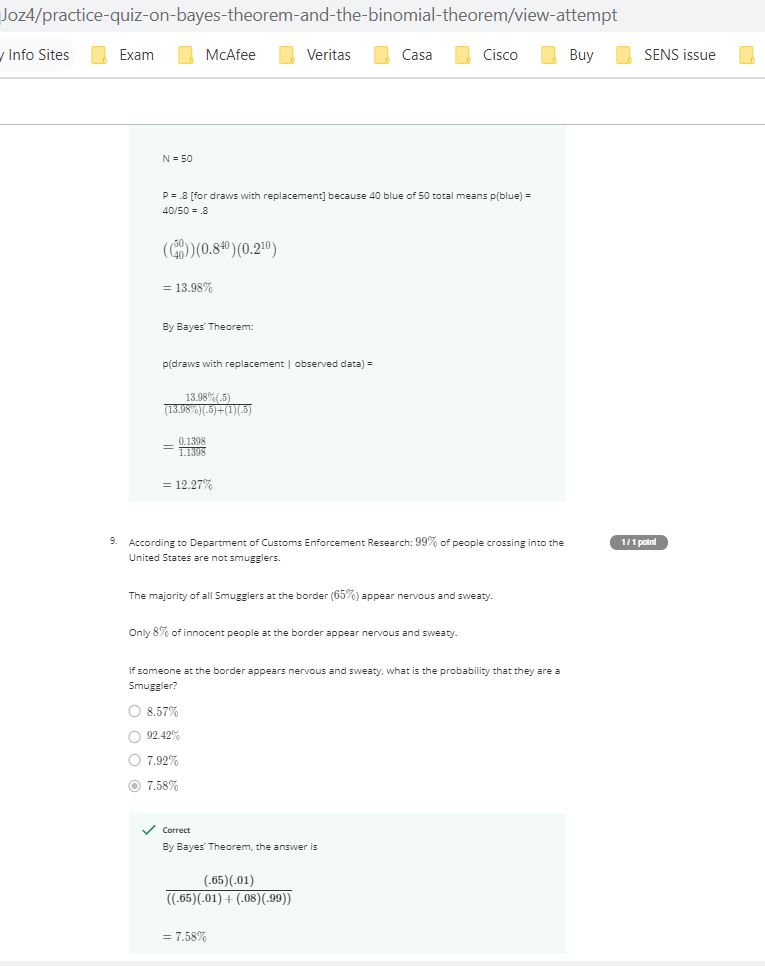 Joz4/practice-quiz-on-bayes-theorem-and-the-binomial-theorem/view-attempt
y Info Sites Exam McAfee Veritas Casa Cisco Buy SENS issue
N = 50
P = .8 [for draws with replacement] because 40 blue of 50 total means p(blue) =
40/50 = .8
((50
40))(0.8^40)(0.2^10)
= 13.98%
By Bayes' Theorem:
p(draws with replacement | observed data) =
13.98%(.5)
(13.98%)(.5)+(1)(.5)
= 0.1398
1.1398
= 12.27%
9. According to Department of Customs Enforcement Research: 99% of people crossing into the
United States are not smugglers.
1 / 1 point
The majority of all Smugglers at the border (65%) appear nervous and sweaty.
Only 8% of innocent people at the border appear nervous and sweaty.
If someone at the border appears nervous and sweaty, what is the probability that they are a
Smuggler?
8.57%
92.42%
7.92%
7.58%
Correct
By Bayes' Theorem, the answer is
(.65)(.01)
((.65)(.01) + (.08)(.99))
= 7.58%